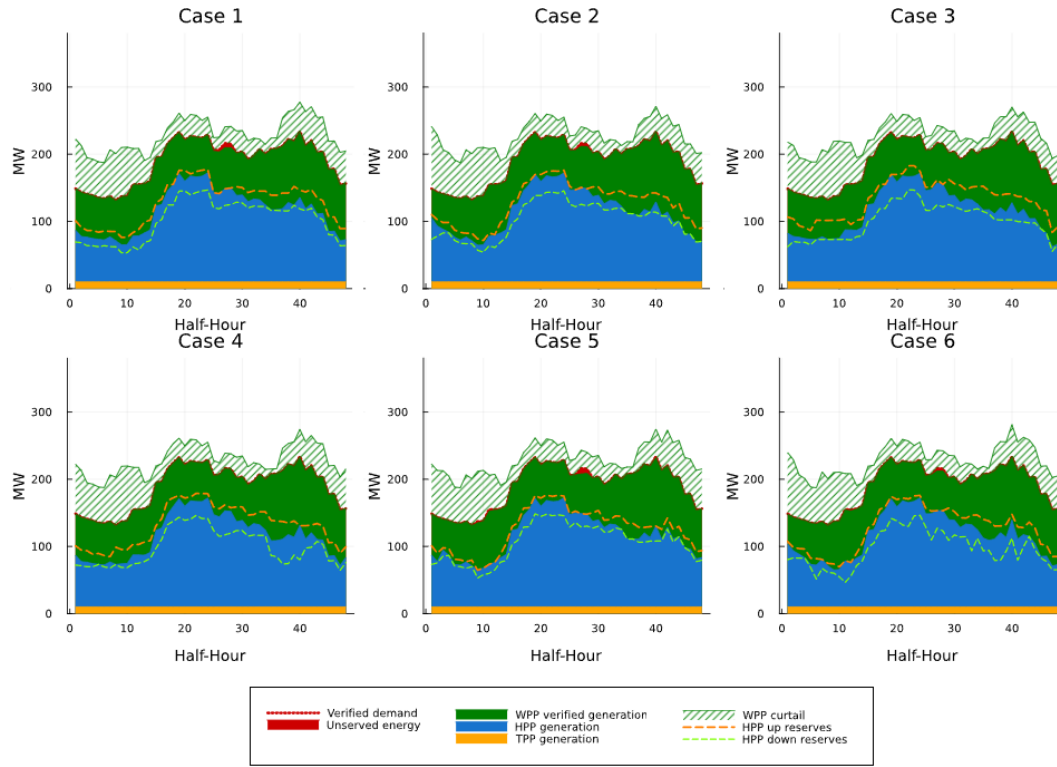 Case 1
Case 2
Case 3
300
200
100
0
MW
0
10
20
30
40
Half-Hour
300
200
100
0
MW
0
10
20
30
40
Half-Hour
300
200
100
0
MW
0
10
20
30
40
Half-Hour
Case 4
Case 5
Case 6
300
200
100
0
MW
0
10
20
30
40
Half-Hour
300
200
100
0
MW
0
10
20
30
40
Half-Hour
300
200
100
0
MW
0
10
20
30
40
Half-Hour
Verified demand
Unserved energy
WPP verified generation
HPP generation
TPP generation
WPP curtail
HPP up reserves
HPP down reserves